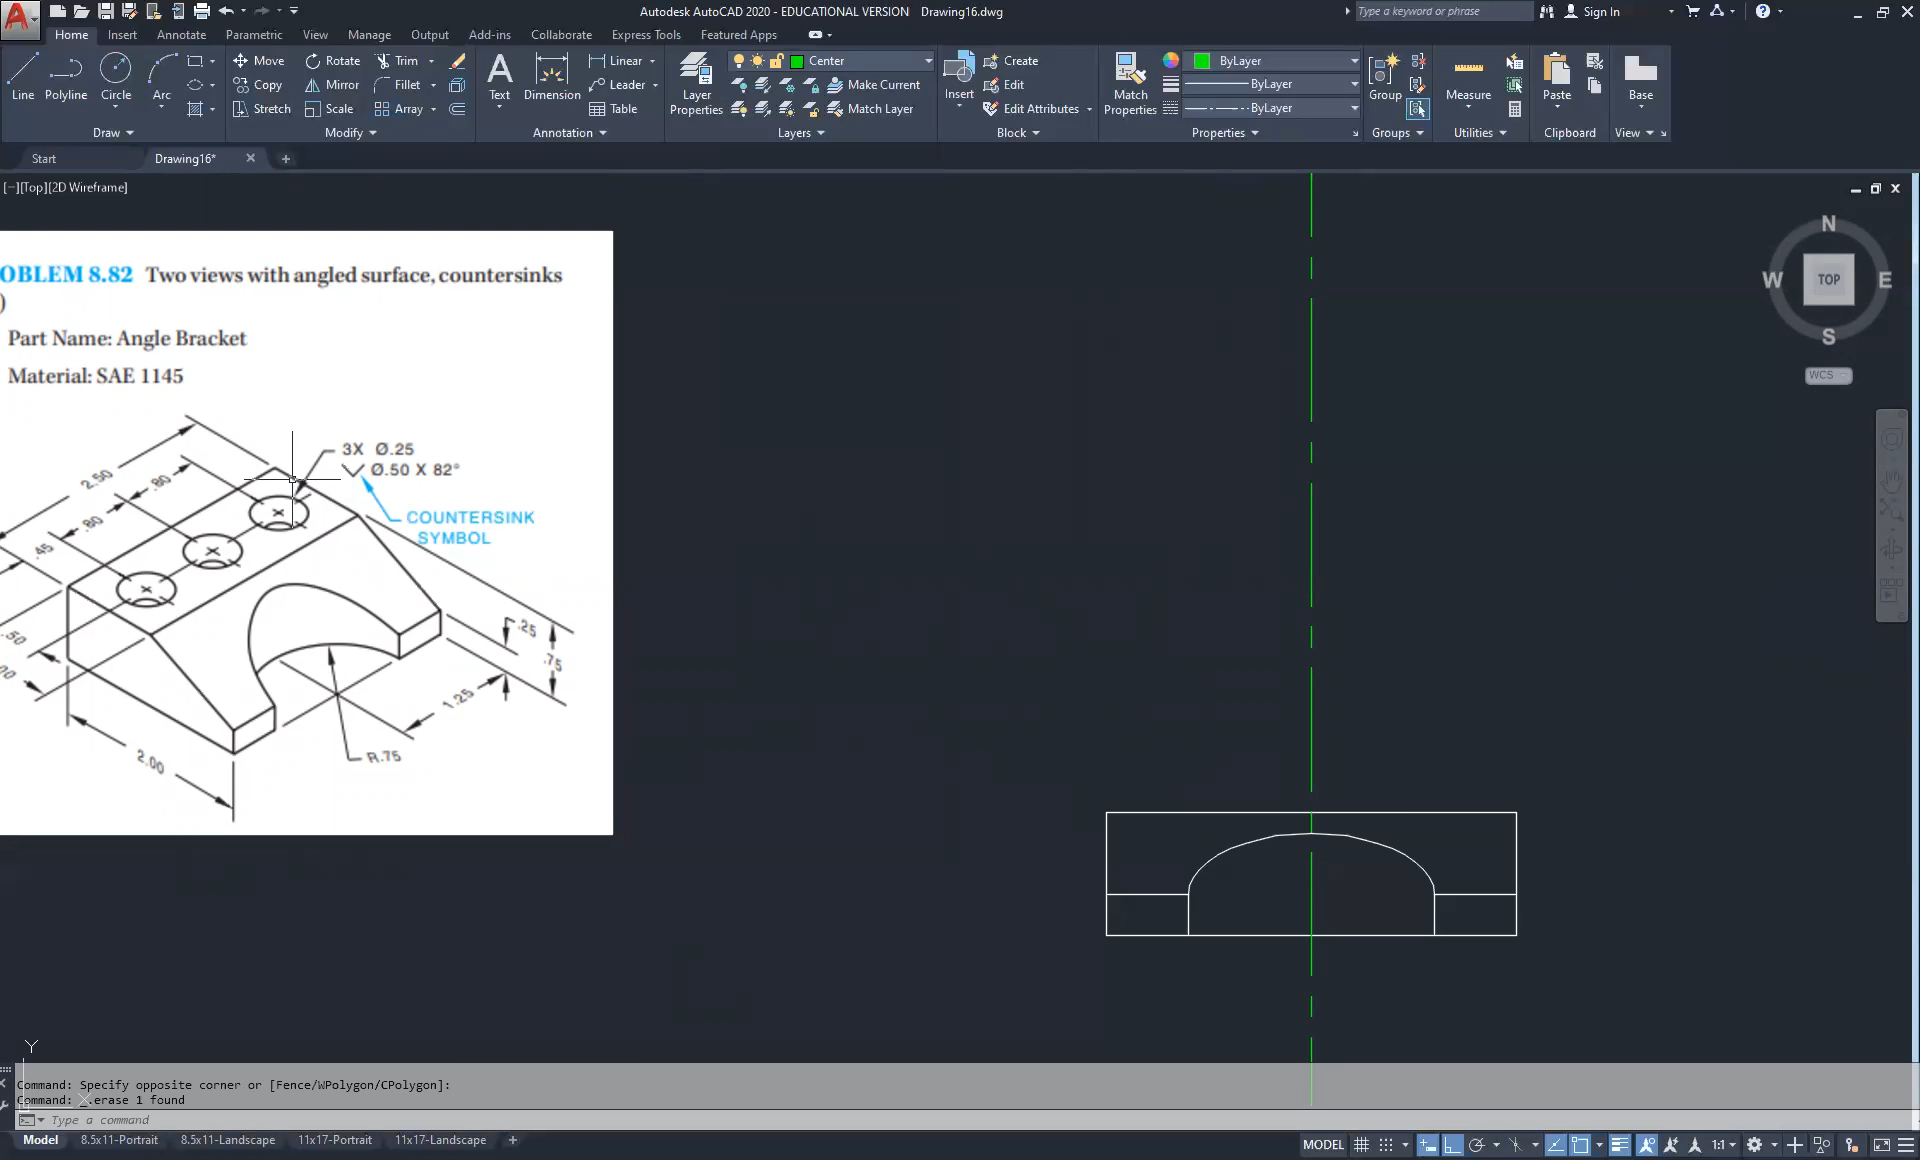 Autodesk AutoCAD 2020 - EDUCATIONAL VERSION Drawing16.dwg
Type a keyword or phrase
Sign In
Home Insert Annotate Parametric View Manage Output Add-ins Collaborate Express Tools Featured Apps
Line Polyline Circle Arc
Move Rotate Trim
Copy Mirror Fillet
Stretch Scale Array
Text Dimension
Linear
Leader
Table
Layer
Properties
Center
Make Current
Match Layer
Insert
Create
Edit
Edit Attributes
Match
Properties
ByLayer
ByLayer
ByLayer
Group
Measure
Paste
Base
Draw Modify Annotation Layers Block Properties Groups Utilities Clipboard View
Start Drawing16*
[−][Top][2D Wireframe]
N
W TOP E
S
WCS
OBLEM 8.82 Two views with angled surface, countersinks
)
Part Name: Angle Bracket
Material: SAE 1145
3X Ø.25
Ø.50 X 82°
COUNTERSINK
SYMBOL
2.50
.80
.80
.45
.50
00
.25
.75
1.25
R.75
2.00
Y
X
Command: Specify opposite corner or [Fence/WPolygon/CPolygon]:
Command: _.erase 1 found
Type a command
Model 8.5x11-Portrait 8.5x11-Landscape 11x17-Portrait 11x17-Landscape
MODEL 1:1